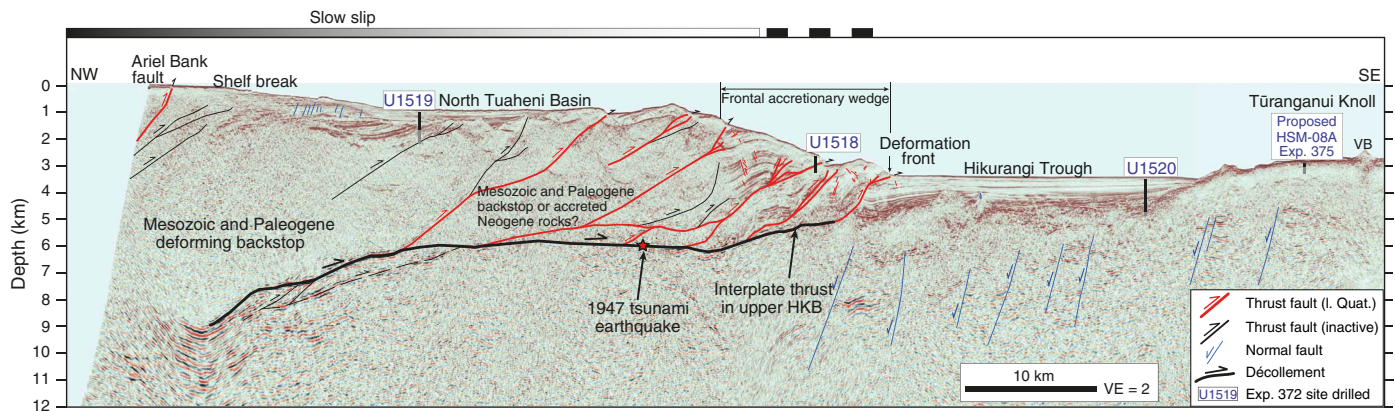 Slow slip
NW
Ariel Bank
fault
Shelf break
U1519
North Tuaheni Basin
Frontal accretionary wedge
U1518
Deformation
front
Hikurangi Trough
U1520
SE
Tūranganui Knoll
Proposed
HSM-08A
Exp. 375
VB
Depth (km)
0
1
2
3
4
5
6
7
8
9
10
11
12
Mesozoic and Paleogene
deforming backstop
Mesozoic and Paleogene
backstop or accreted
Neogene rocks?
1947 tsunami
earthquake
Interplate thrust
in upper HKB
10 km
VE = 2
Thrust fault (l. Quat.)
Thrust fault (inactive)
Normal fault
Décollement
U1519 Exp. 372 site drilled